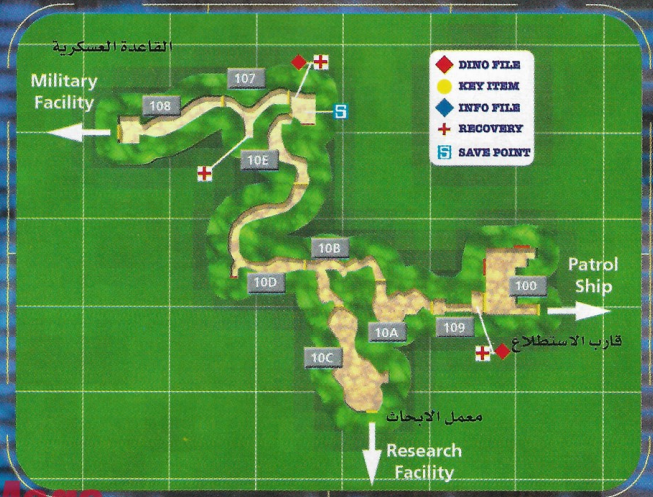 القاعدة العسكرية
Military
Facility
107
108
10E
DINO FILE
KEY ITEM
INFO FILE
RECOVERY
S SAVE POINT
S
10B
10D
Patrol
Ship
100
10A
109
قارب الاستطلاع
10C
معمل الابحاث
Research
Facility